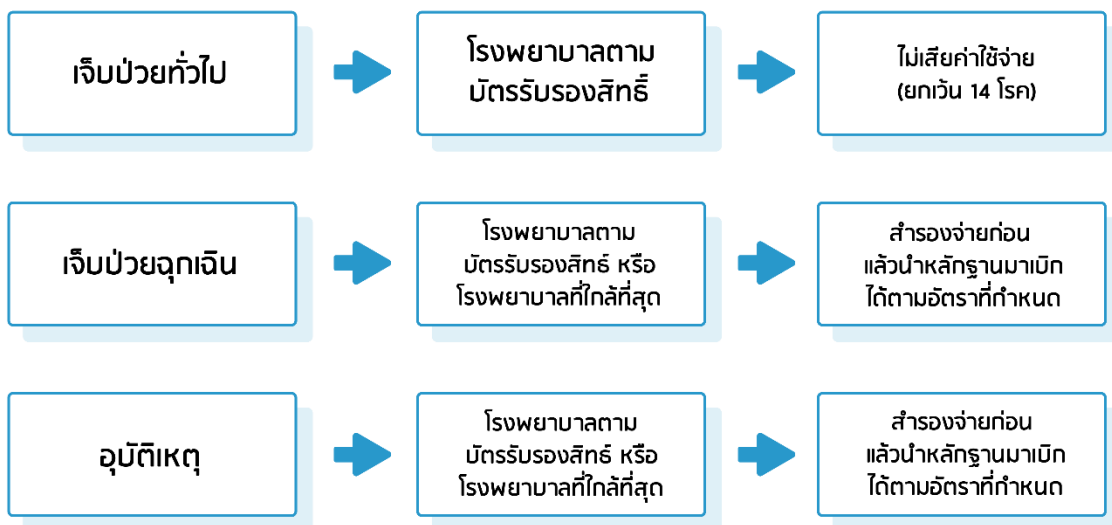 เจ็บป่วยทั่วไป
โรงพยาบาลตาม
บัตรรับรองสิทธิ์
ไม่เสียค่าใช้จ่าย
(ยกเว้น 14 โรค)
เจ็บป่วยฉุกเฉิน
โรงพยาบาลตาม
บัตรรับรองสิทธ์ หรือ
โรงพยาบาลที่ใกล้ที่สุด
สำรองจ่ายก่อน
แล้วนำหลักฐานมาเบิก
ได้ตามอัตราที่กำหนด
อุบัติเหตุ
โรงพยาบาลตาม
บัตรรับรองสิทธ์ หรือ
โรงพยาบาลที่ใกล้ที่สุด
สำรองจ่ายก่อน
แล้วนำหลักฐานมาเบิก
ได้ตามอัตราที่กำหนด